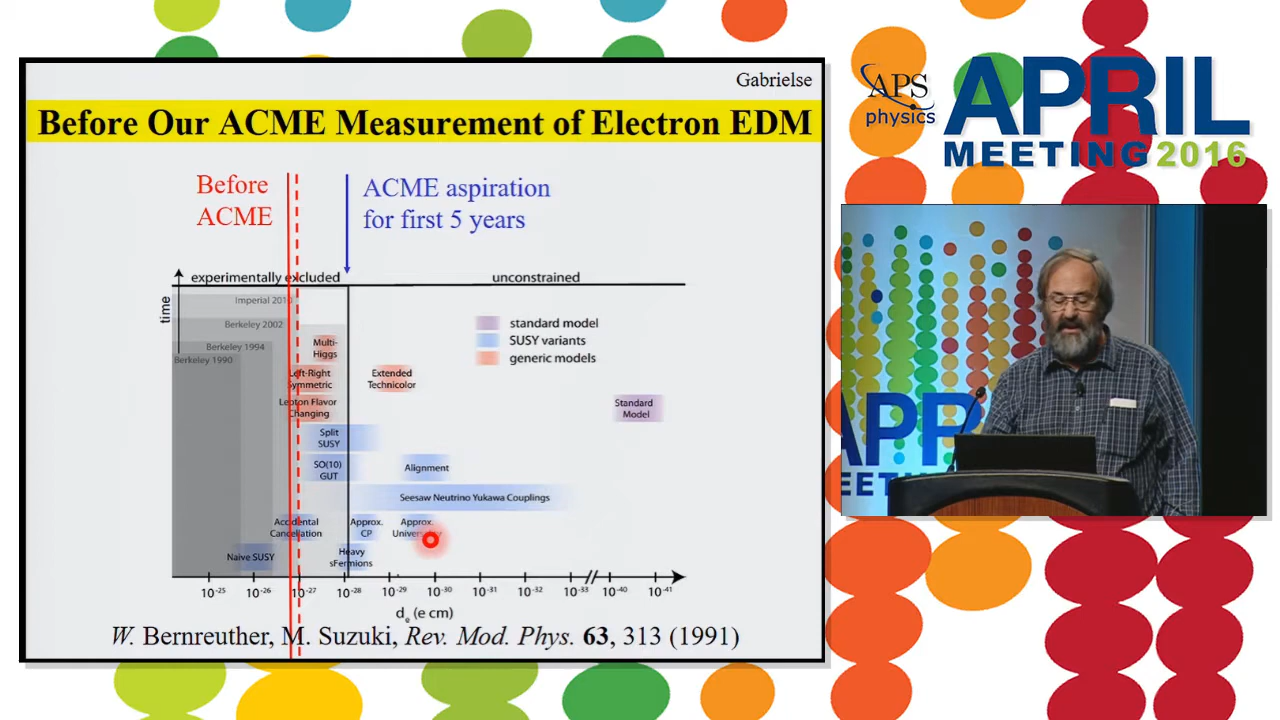 Gabrielse
Before Our ACME Measurement of Electron EDM
Before
ACME
ACME aspiration
for first 5 years
experimentally excluded
unconstrained
time
Imperial 2011
Berkeley 2002
Berkeley 1994
Berkeley 1990
standard model
SUSY variants
generic models
Multi-
Higgs
Left-Right
Symmetric
Extended
Technicolor
Lepton Flavor
Changing
Standard
Model
Split
SUSY
SO(10)
GUT
Alignment
Seesaw Neutrino Yukawa Couplings
Accidental
Cancellation
Approx.
CP
Approx.
Naive SUSY
Heavy
sFermions
10-25
10-26
10-27
10-28
10-29
10-30
10-31
10-32
10-33
10-40
10-41
de (e cm)
W. Bernreuther, M. Suzuki, Rev. Mod. Phys. 63, 313 (1991)
APS
physics
APRIL
MEETING 2016